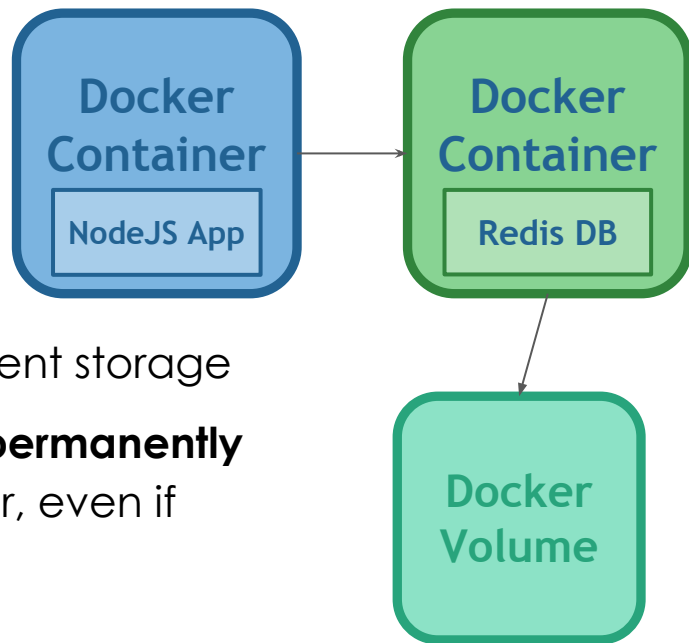 Docker
Container
NodeJS App
Docker
Container
Redis DB
ent storage
permanently
r, even if
Docker
Volume